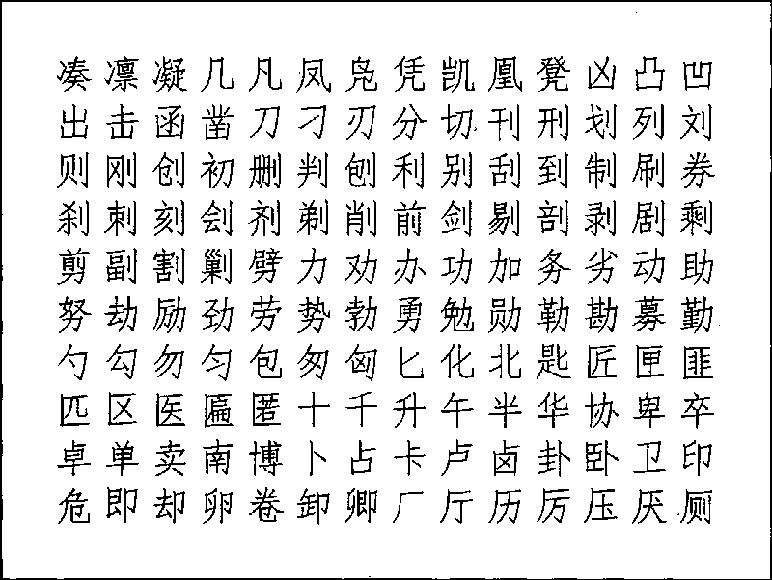 凑 凛 凝 几 凡 凤 凫 凭 凯 凰 凳 凶 凸 凹
出 击 函 凿 刀 刁 刃 分 切 刊 刑 划 列 刘
则 刚 创 初 删 判 刨 利 别 刮 到 制 刷 券
刹 刺 刻 刽 剂 剃 削 前 剑 剔 剖 剥 剧 剩
剪 副 割 剿 劈 力 劝 办 功 加 务 劣 动 助
努 劫 励 劲 劳 势 勃 勇 勉 勋 勒 勘 募 勤
勺 勾 勿 匀 包 匆 匈 匕 化 北 匙 匠 匣 匪
匹 区 医 匾 匿 十 千 升 午 半 华 协 卑 卒
卓 单 卖 南 博 卜 占 卡 卢 卤 卦 卧 卫 印
危 即 却 卵 卷 卸 卿 厂 厅 历 厉 压 厌 厕